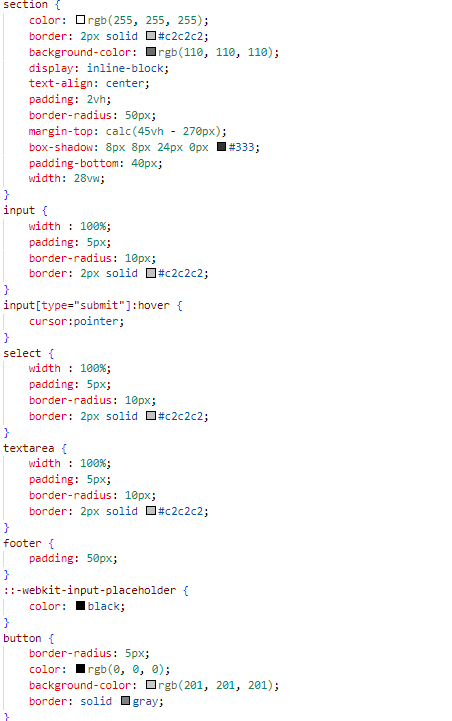 section {
    color: rgb(255, 255, 255);
    border: 2px solid #c2c2c2;
    background-color: rgb(110, 110, 110);
    display: inline-block;
    text-align: center;
    padding: 2vh;
    border-radius: 50px;
    margin-top: calc(45vh - 270px);
    box-shadow: 8px 8px 24px 0px #333;
    padding-bottom: 40px;
    width: 28vw;
}
input {
    width : 100%;
    padding: 5px;
    border-radius: 10px;
    border: 2px solid #c2c2c2;
}
input[type="submit"]:hover {
    cursor:pointer;
}
select {
    width : 100%;
    padding: 5px;
    border-radius: 10px;
    border: 2px solid #c2c2c2;
}
textarea {
    width : 100%;
    padding: 5px;
    border-radius: 10px;
    border: 2px solid #c2c2c2;
}
footer {
    padding: 50px;
}
::-webkit-input-placeholder {
    color: black;
}
button {
    border-radius: 5px;
    color: rgb(0, 0, 0);
    background-color: rgb(201, 201, 201);
    border: solid gray;
}